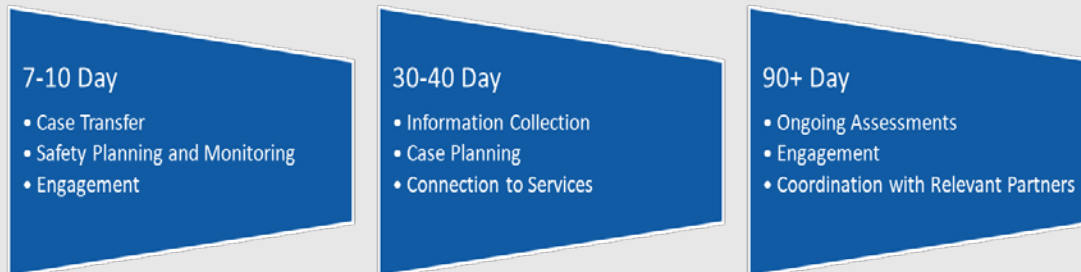 7-10 Day
• Case Transfer
• Safety Planning and Monitoring
• Engagement
30-40 Day
• Information Collection
• Case Planning
• Connection to Services
90+ Day
• Ongoing Assessments
• Engagement
• Coordination with Relevant Partners